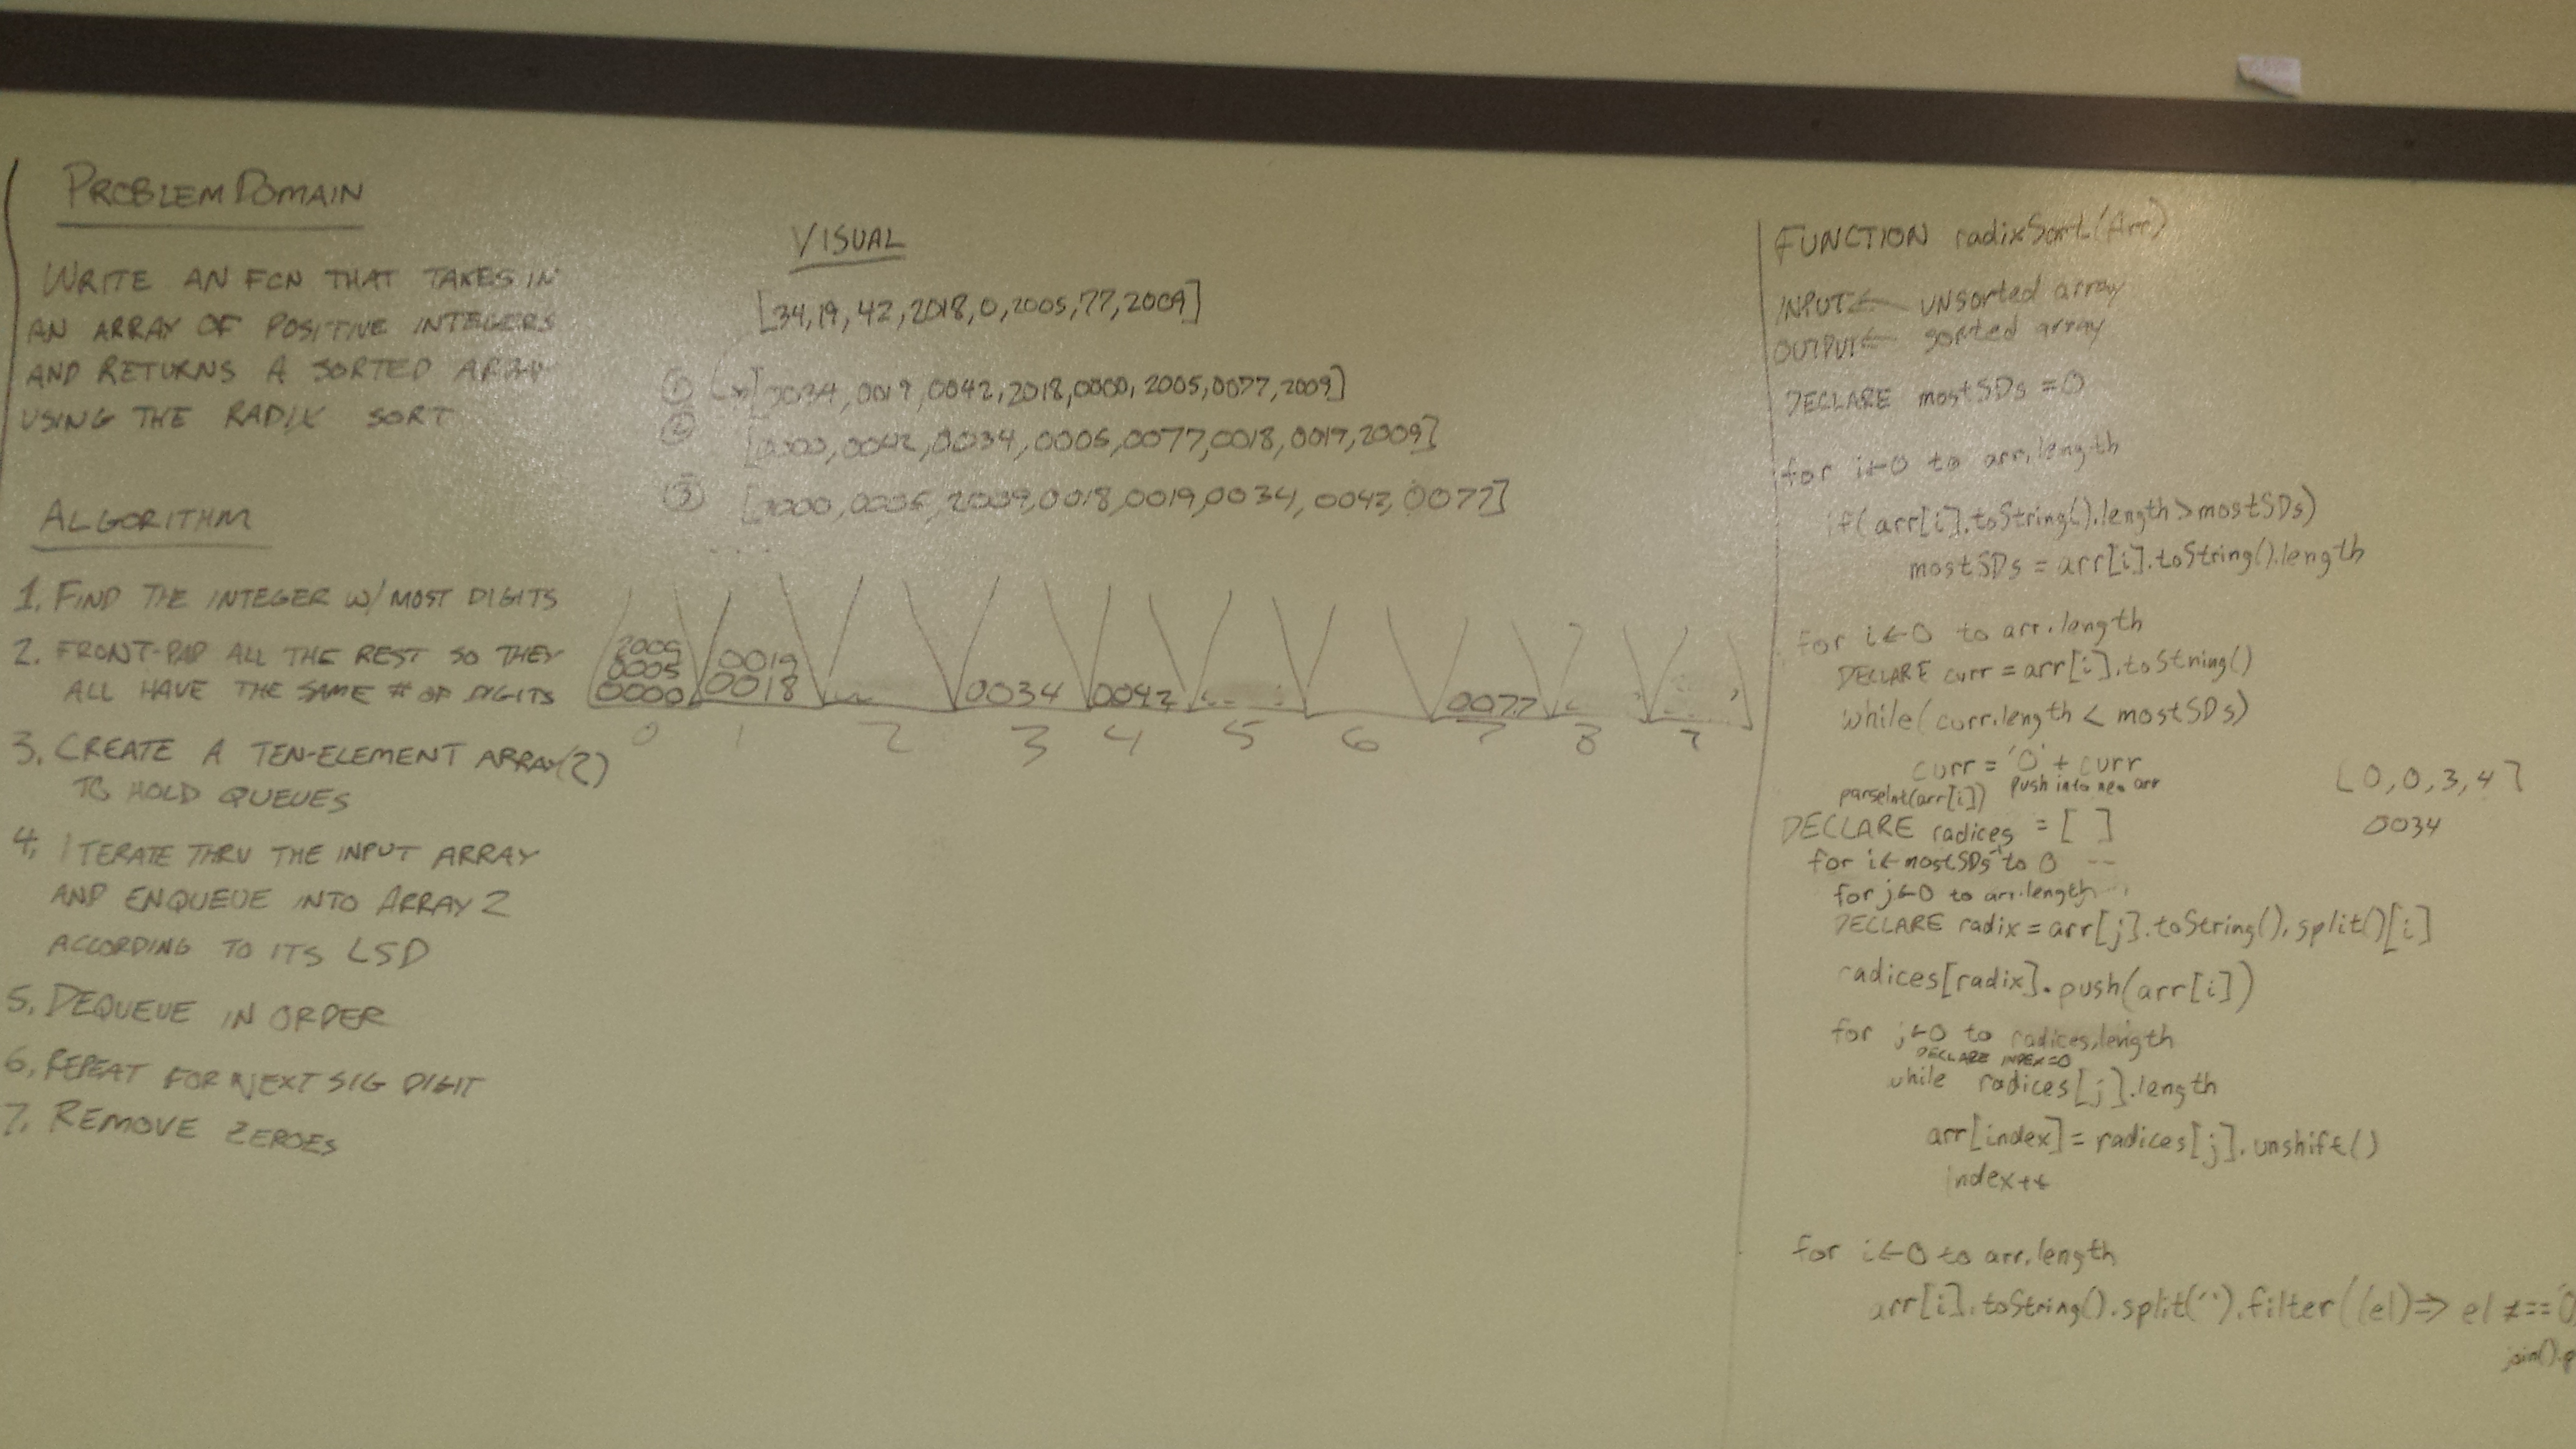 PROBLEM DOMAIN
WRITE AN FCN THAT TAKES IN
AN ARRAY OF POSITIVE INTEGERS
AND RETURNS A SORTED ARRAY
USING THE RADIX SORT
ALGORITHM
1. FIND THE INTEGER W/ MOST DIGITS
2. FRONT-PAD ALL THE REST SO THEY
ALL HAVE THE SAME # OF DIGITS
3. CREATE A TEN-ELEMENT ARRAY(2)
TO HOLD QUEUES
4. ITERATE THRU THE INPUT ARRAY
AND ENQUEUE INTO ARRAY 2
ACCORDING TO ITS LSD
5. DEQUEUE IN ORDER
6. REPEAT FOR NEXT SIG DIGIT
7. REMOVE ZEROES
VISUAL
[34,19,42,2018,0,2005,77,2009]
① [0034,0019,0042,2018,0000,2005,0077,2009]
② [0000,0042,0034,0005,0077,0018,0019,2009]
③ [0000,0005,2009,0018,0019,0034,0042,0077]
....
2009
0005 0019
0000 0018 0034 0042 0077
0 1 2 3 4 5 6 7 8
FUNCTION radixSort(Arr)
INPUT ← unsorted array
OUTPUT ← sorted array
DECLARE mostSDs = 0
for i←0 to arr.length
if(arr[i].toString().length > mostSDs)
mostSDs = arr[i].toString().length
for i←0 to arr.length
DECLARE curr = arr[i].toString()
while(curr.length < mostSDs)
curr = '0' + curr
parseInt(arr[i]) push into new arr
[0,0,3,4]
0034
DECLARE radices = [ ]
for i←mostSDs-1 to 0 --
for j←0 to arr.length
DECLARE radix = arr[j].toString().split()[i]
radices[radix].push(arr[i])
for j←0 to radices.length
DECLARE INDEX=0
while radices[j].length
arr[index] = radices[j].unshift()
index++
for i←0 to arr.length
arr[i].toString().split('').filter((el)=> el ≠== '0
join().p